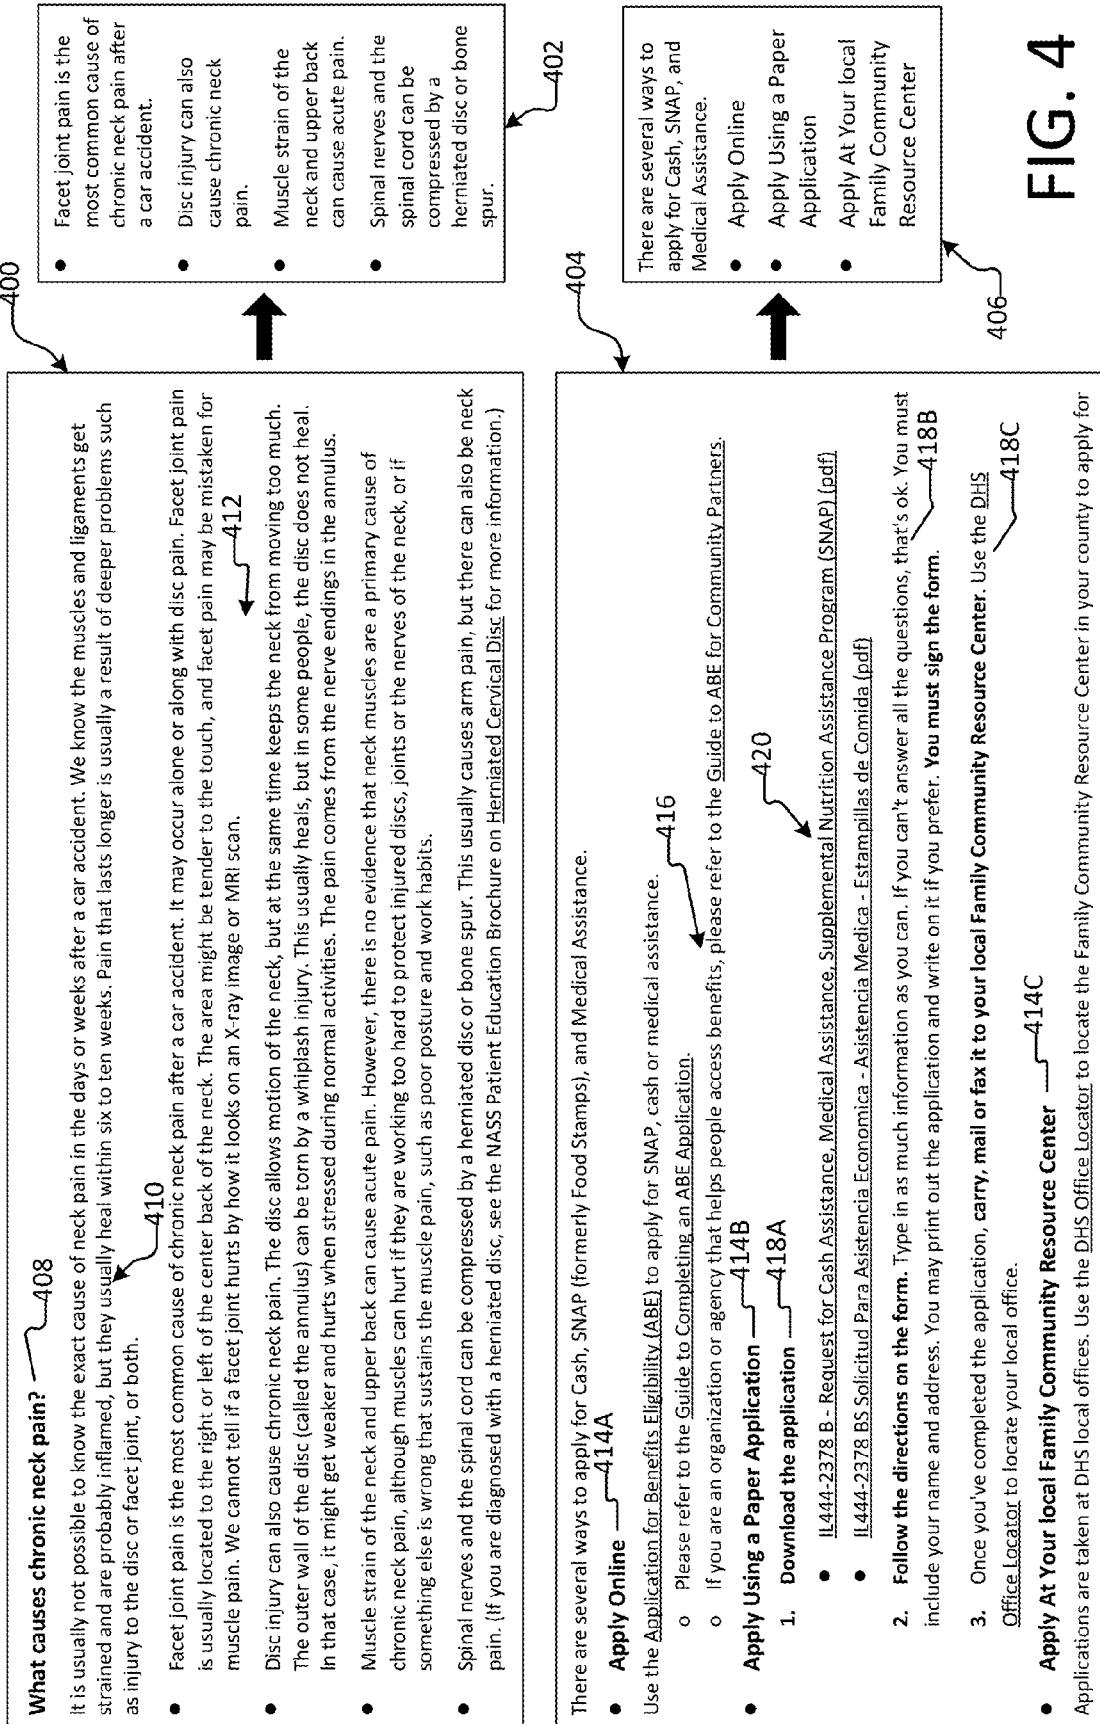 400
What causes chronic neck pain? 408
It is usually not possible to know the exact cause of neck pain in the days or weeks after a car accident. We know the muscles and ligaments get
strained and are probably inflamed, but they usually heal within six to ten weeks. Pain that lasts longer is usually a result of deeper problems such
as injury to the disc or facet joint, or both.
410
● Facet joint pain is the most common cause of chronic neck pain after a car accident. It may occur alone or along with disc pain. Facet joint pain
is usually located to the right or left of the center back of the neck. The area might be tender to the touch, and facet pain may be mistaken for
muscle pain. We cannot tell if a facet joint hurts by how it looks on an X-ray image or MRI scan.
412
● Disc injury can also cause chronic neck pain. The disc allows motion of the neck, but at the same time keeps the neck from moving too much.
The outer wall of the disc (called the annulus) can be torn by a whiplash injury. This usually heals, but in some people, the disc does not heal.
In that case, it might get weaker and hurts when stressed during normal activities. The pain comes from the nerve endings in the annulus.
● Muscle strain of the neck and upper back can cause acute pain. However, there is no evidence that neck muscles are a primary cause of
chronic neck pain, although muscles can hurt if they are working too hard to protect injured discs, joints or the nerves of the neck, or if
something else is wrong that sustains the muscle pain, such as poor posture and work habits.
● Spinal nerves and the spinal cord can be compressed by a herniated disc or bone spur. This usually causes arm pain, but there can also be neck
pain. (If you are diagnosed with a herniated disc, see the NASS Patient Education Brochure on Herniated Cervical Disc for more information.)
● Facet joint pain is the
most common cause of
chronic neck pain after
a car accident.
● Disc injury can also
cause chronic neck
pain.
● Muscle strain of the
neck and upper back
can cause acute pain.
● Spinal nerves and the
spinal cord can be
compressed by a
herniated disc or bone
spur.
402
404
There are several ways to apply for Cash, SNAP (formerly Food Stamps), and Medical Assistance.
● Apply Online 414A
Use the Application for Benefits Eligibility (ABE) to apply for SNAP, cash or medical assistance.
416
o Please refer to the Guide to Completing an ABE Application.
o If you are an organization or agency that helps people access benefits, please refer to the Guide to ABE for Community Partners.
● Apply Using a Paper Application 414B
1. Download the application 418A
420
● IL444-2378 B - Request for Cash Assistance, Medical Assistance, Supplemental Nutrition Assistance Program (SNAP) (pdf)
● IL444-2378 BS Solicitud Para Asistencia Economica - Asistencia Medica - Estampillas de Comida (pdf)
2. Follow the directions on the form. Type in as much information as you can. If you can't answer all the questions, that's ok. You must
include your name and address. You may print out the application and write on it if you prefer. You must sign the form.
418B
3. Once you've completed the application, carry, mail or fax it to your local Family Community Resource Center. Use the DHS
Office Locator to locate your local office.
418C
● Apply At Your local Family Community Resource Center 414C
Applications are taken at DHS local offices. Use the DHS Office Locator to locate the Family Community Resource Center in your county to apply for
There are several ways to
apply for Cash, SNAP, and
Medical Assistance.
● Apply Online
● Apply Using a Paper
Application
● Apply At Your local
Family Community
Resource Center
406
FIG. 4